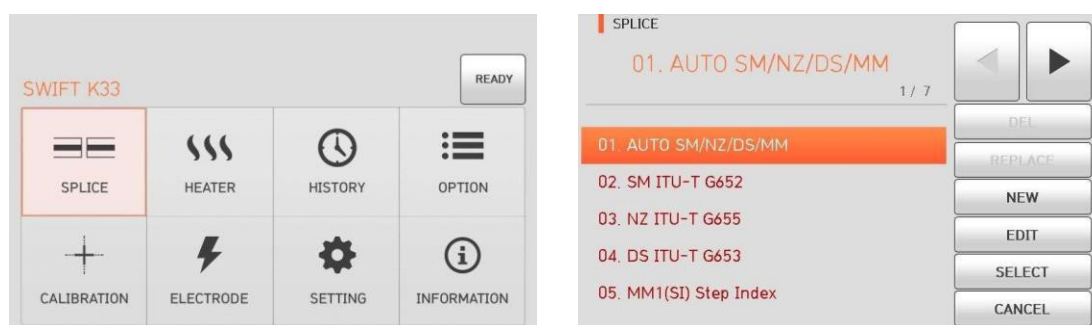 SWIFT K33
READY
SPLICE
HEATER
HISTORY
OPTION
CALIBRATION
ELECTRODE
SETTING
INFORMATION
SPLICE
01. AUTO SM/NZ/DS/MM
1/ 7
01. AUTO SM/NZ/DS/MM
02. SM ITU-T G652
03. NZ ITU-T G655
04. DS ITU-T G653
05. MM1(SI) Step Index
DEL
REPLACE
NEW
EDIT
SELECT
CANCEL